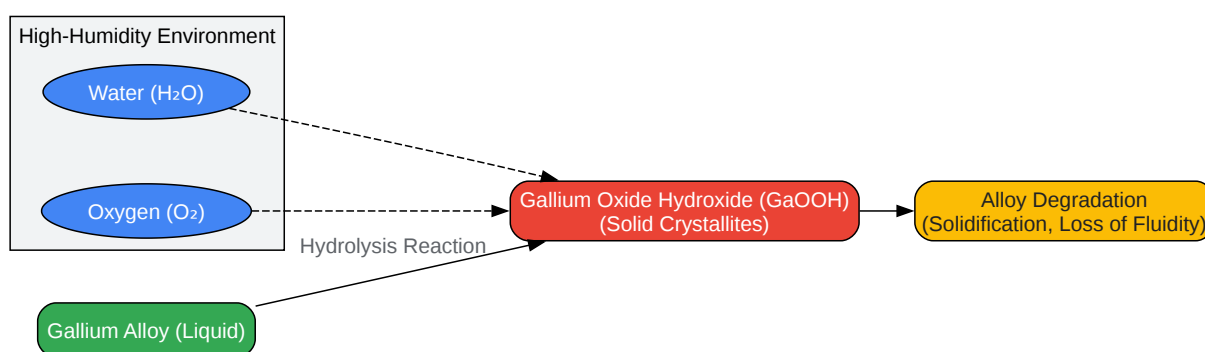 High-Humidity Environment
Water (H₂O)
Oxygen (O₂)
Hydrolysis Reaction
Gallium Alloy (Liquid)
Gallium Oxide Hydroxide (GaOOH)
(Solid Crystallites)
Alloy Degradation
(Solidification, Loss of Fluidity)